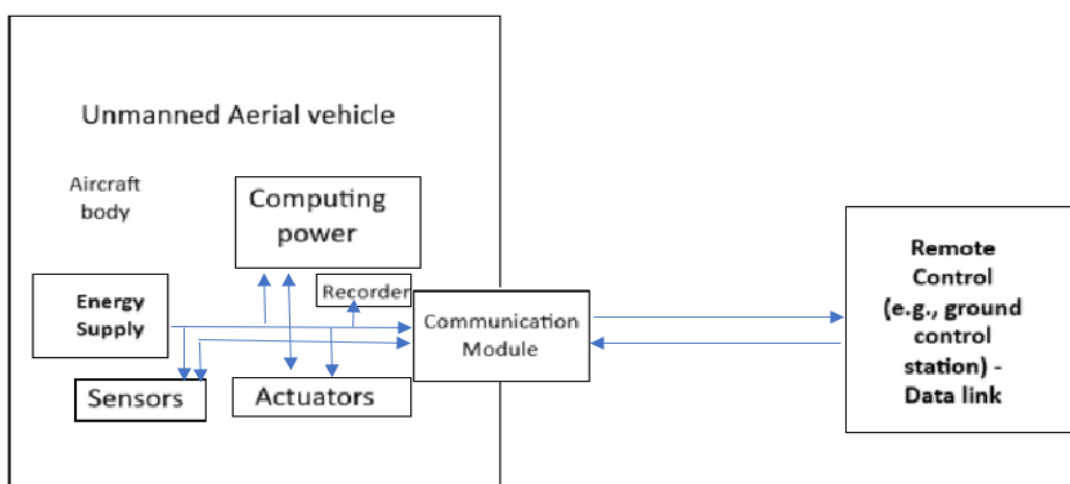 Unmanned Aerial vehicle
Aircraft
body
Computing
power
Energy
Supply
Recorder
Communication
Module
Sensors
Actuators
Remote
Control
(e.g., ground
control
station) -
Data link